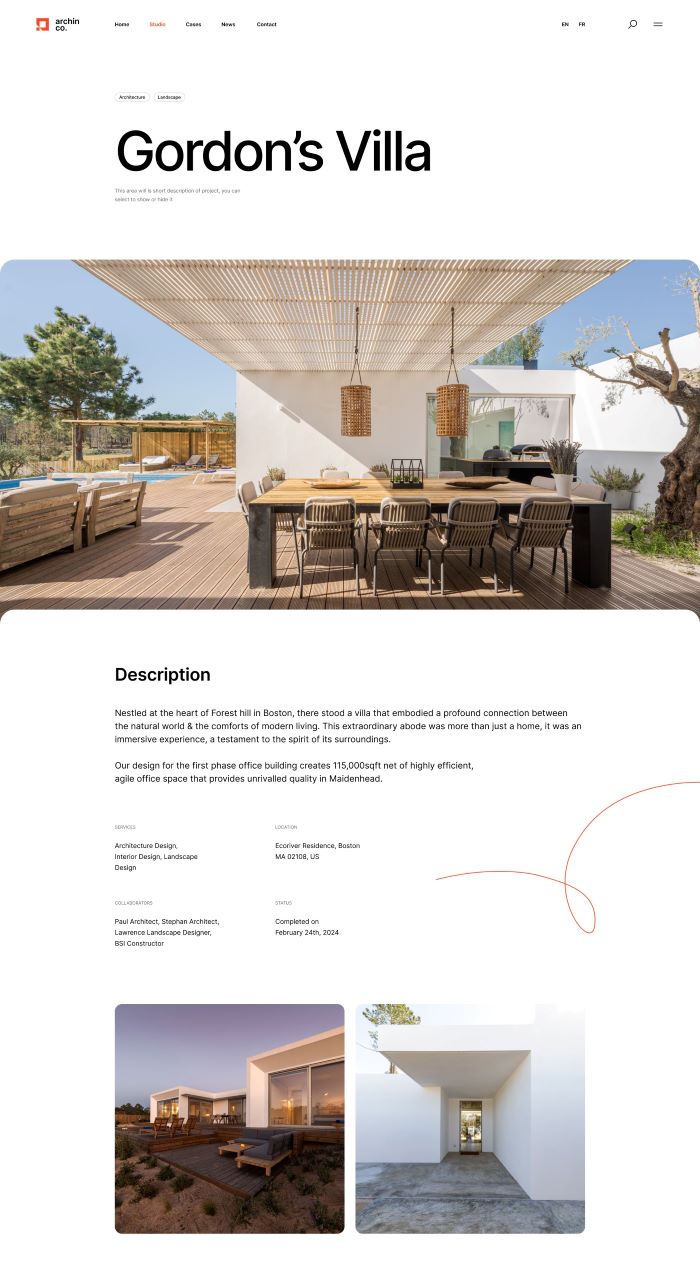 archin
co.
Home
Studio
Cases
News
Contact
EN
FR
Architecture
Landscape
Gordon's Villa
This area will is short description of project, you can
select to show or hide it
Description
Nestled at the heart of Forest hill in Boston, there stood a villa that embodied a profound connection between
the natural world & the comforts of modern living. This extraordinary abode was more than just a home, it was an
immersive experience, a testament to the spirit of its surroundings.
Our design for the first phase office building creates 115,000sqft net of highly efficient,
agile office space that provides unrivalled quality in Maidenhead.
SERVICES
Architecture Design,
Interior Design, Landscape
Design
LOCATION
Ecoriver Residence, Boston
MA 02108, US
COLLABORATORS
Paul Architect, Stephan Architect,
Lawrence Landscape Designer,
BSI Constructor
STATUS
Completed on
February 24th, 2024